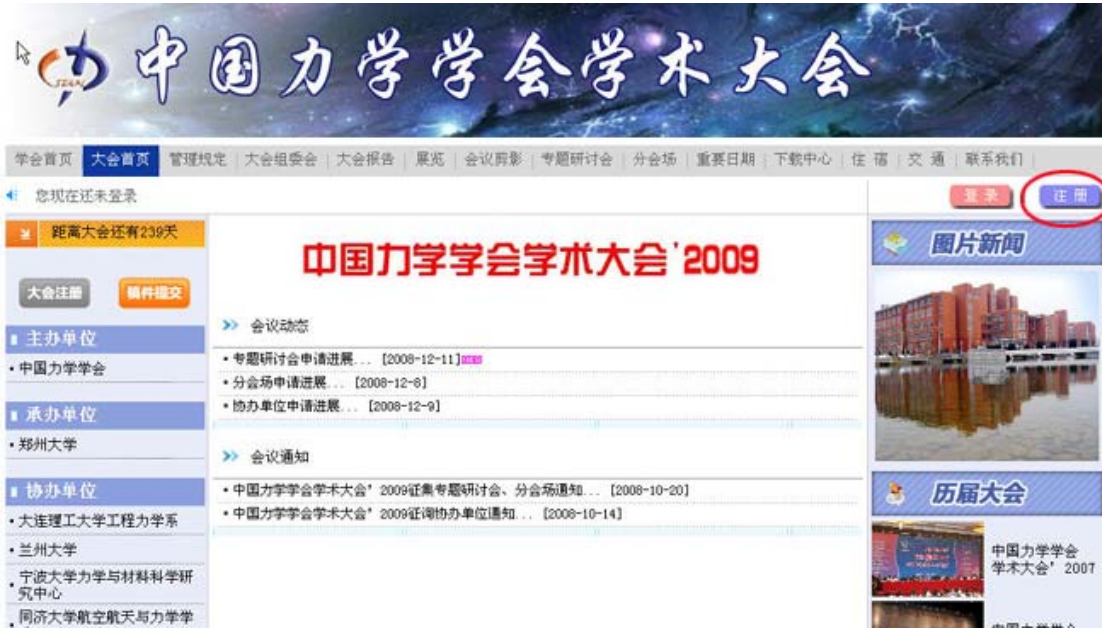 中国力学学会学术大会
学会首页 大会首页 管理规定 大会组委会 大会报告 展览 会议剪影 专题研讨会 分会场 重要日期 下载中心 住 宿 交 通 联系我们
您现在还未登录
登 录
注 册
距离大会还有239天
大会注册 稿件提交
主办单位
中国力学学会
承办单位
郑州大学
协办单位
大连理工大学工程力学系
兰州大学
宁波大学力学与材料科学研
究中心
同济大学航空航天与力学学
中国力学学会学术大会'2009
会议动态
专题研讨会申请进展... [2008-12-11]
分会场申请进展... [2008-12-8]
协办单位申请进展... [2008-12-9]
会议通知
中国力学学会学术大会’2009征集专题研讨会、分会场通知... [2008-10-20]
中国力学学会学术大会’2009征询协办单位通知... [2008-10-14]
图片新闻
历届大会
中国力学学会
学术大会’2007